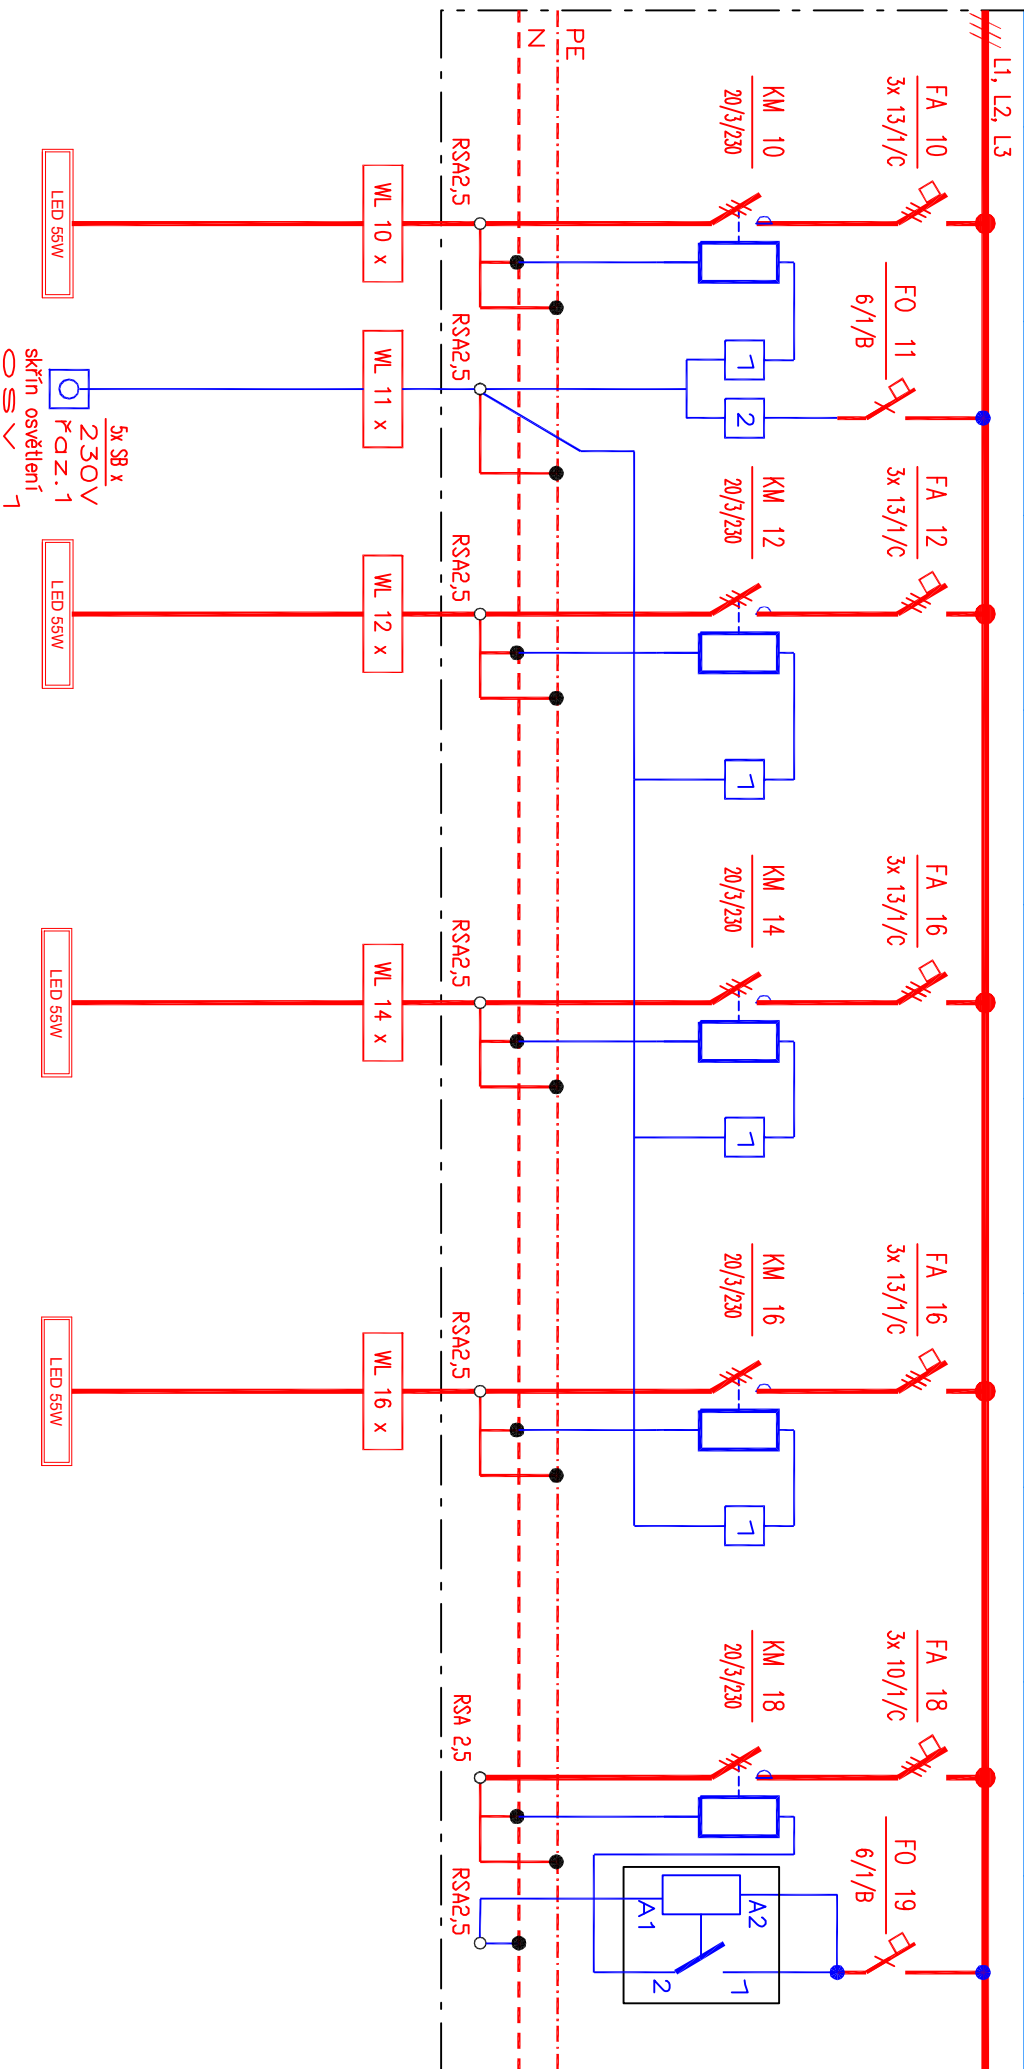 L1, L2, L3
FA 10
3x 13/1/C
FO 11
6/1/B
FA 12
3x 13/1/C
FA 16
3x 13/1/C
FA 16
3x 13/1/C
FA 18
3x 10/1/C
FO 19
6/1/B
KM 10
20/3/230
KM 12
20/3/230
KM 14
20/3/230
KM 16
20/3/230
KM 18
20/3/230
1
2
1
1
1
A2
A1
1
2
PE
N
RSA2,5
RSA2,5
RSA2,5
RSA2,5
RSA2,5
RSA 2,5
RSA2,5
WL 10 x
WL 11 x
WL 12 x
WL 14 x
WL 16 x
5x SB x
230V
řaz.1
skříň osvětlení
OSV 1
LED 55W
LED 55W
LED 55W
LED 55W